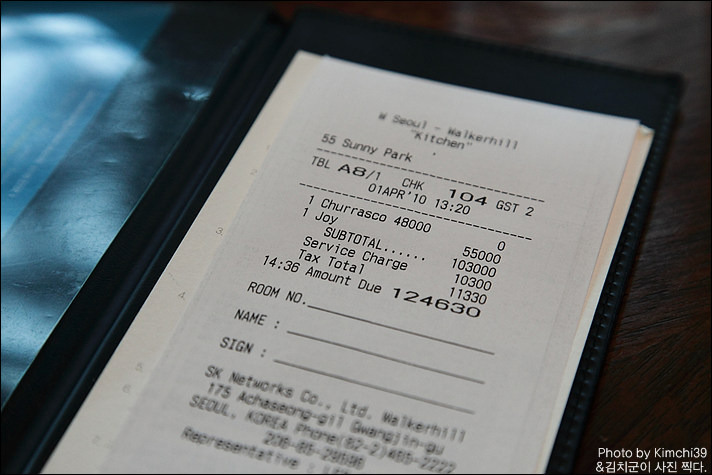 W Seoul - Walkerhill
"Kitchen"
55 Sunny Park
TBL A8/1 CHK 104 GST 2
01APR'10 13:20
1 Churrasco 48000 0
1 Joy 55000
SUBTOTAL...... 103000
Service Charge 10300
Tax Total 11330
14:36 Amount Due 124630
ROOM NO.
NAME :
SIGN :
SK Networks Co., Ltd. Walkerhill
175 Achaseong-gil Gwangjin-gu
SEOUL, KOREA Phone(82-2)465-2222
Representative :
Photo by Kimchi39
&김치군이 사진 찍다.